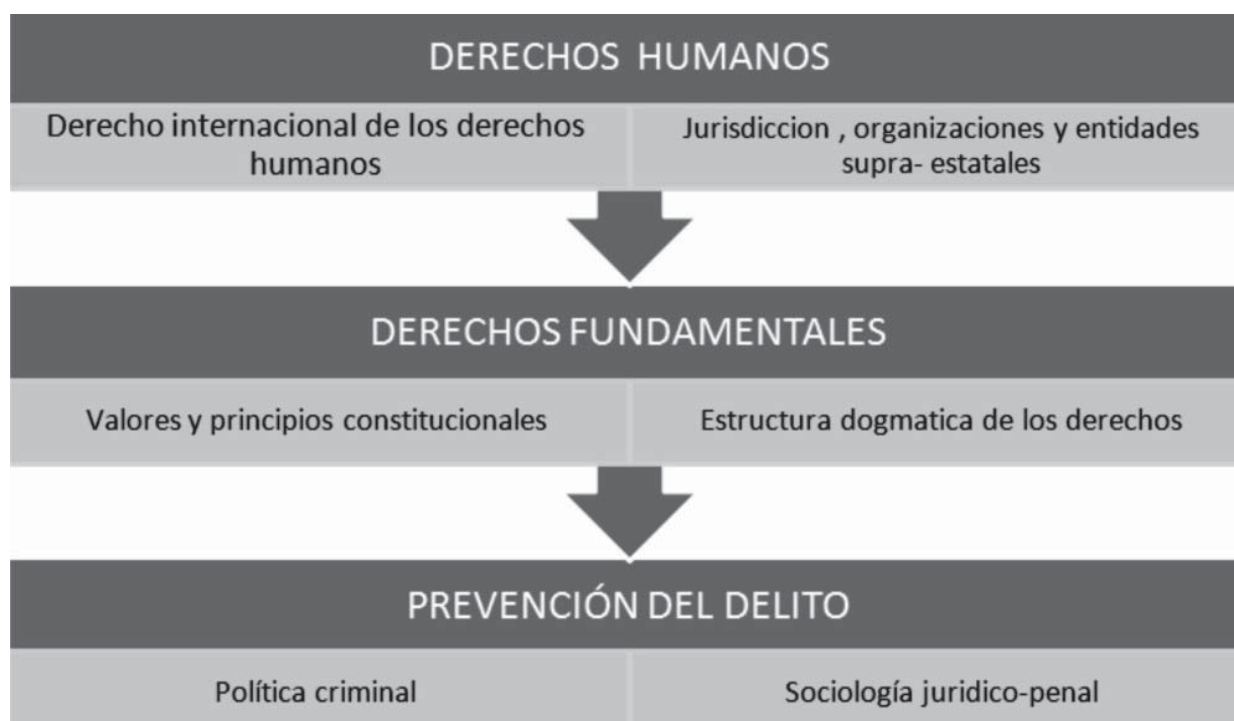 DERECHOS HUMANOS
Derecho internacional de los derechos
humanos
Jurisdiccion , organizaciones y entidades
supra- estatales
DERECHOS FUNDAMENTALES
Valores y principios constitucionales
Estructura dogmatica de los derechos
PREVENCIÓN DEL DELITO
Política criminal
Sociología juridico-penal